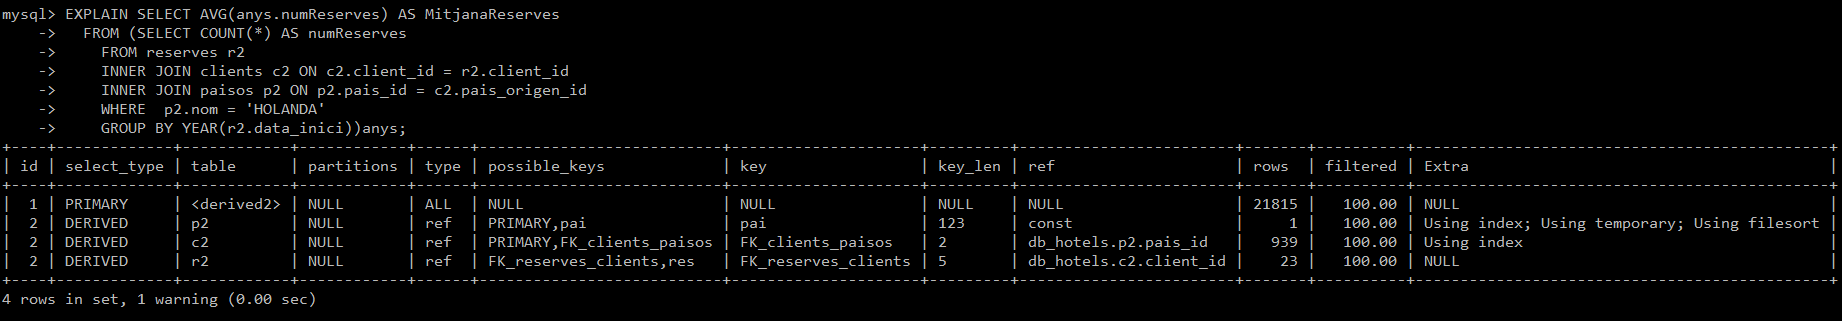 mysql> EXPLAIN SELECT AVG(anys.numReserves) AS MitjanaReserves
    ->   FROM (SELECT COUNT(*) AS numReserves
    ->     FROM reserves r2
    ->     INNER JOIN clients c2 ON c2.client_id = r2.client_id
    ->     INNER JOIN paisos p2 ON p2.pais_id = c2.pais_origen_id
    ->     WHERE  p2.nom = 'HOLANDA'
    ->     GROUP BY YEAR(r2.data_inici))anys;
+----+-------------+------------+------------+------+---------------------------+---------------------+---------+------------------------+-------+----------+----------------------------------------------+
| id | select_type | table      | partitions | type | possible_keys             | key                 | key_len | ref                    | rows  | filtered | Extra                                        |
+----+-------------+------------+------------+------+---------------------------+---------------------+---------+------------------------+-------+----------+----------------------------------------------+
|  1 | PRIMARY     | <derived2> | NULL       | ALL  | NULL                      | NULL                | NULL    | NULL                   | 21815 |   100.00 | NULL                                         |
|  2 | DERIVED     | p2         | NULL       | ref  | PRIMARY,pai               | pai                 | 123     | const                  |     1 |   100.00 | Using index; Using temporary; Using filesort |
|  2 | DERIVED     | c2         | NULL       | ref  | PRIMARY,FK_clients_paisos | FK_clients_paisos   | 2       | db_hotels.p2.pais_id   |   939 |   100.00 | Using index                                  |
|  2 | DERIVED     | r2         | NULL       | ref  | FK_reserves_clients,res   | FK_reserves_clients | 5       | db_hotels.c2.client_id |    23 |   100.00 | NULL                                         |
+----+-------------+------------+------------+------+---------------------------+---------------------+---------+------------------------+-------+----------+----------------------------------------------+
4 rows in set, 1 warning (0.00 sec)